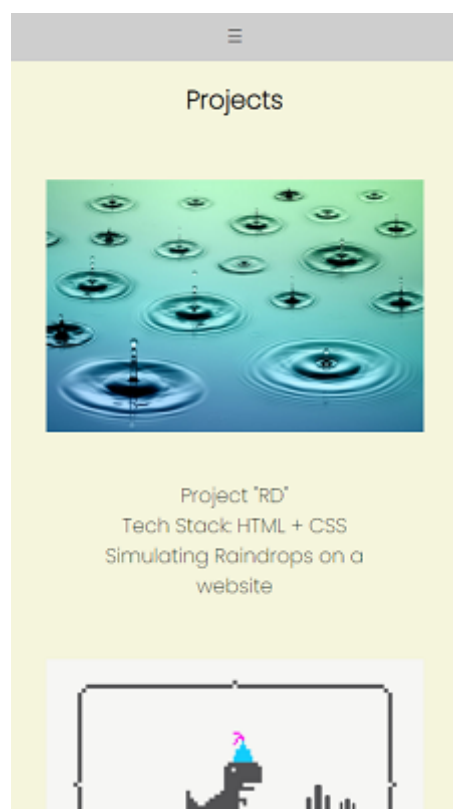 Projects
Project "RD"
Tech Stack: HTML + CSS
Simulating Raindrops on a
website